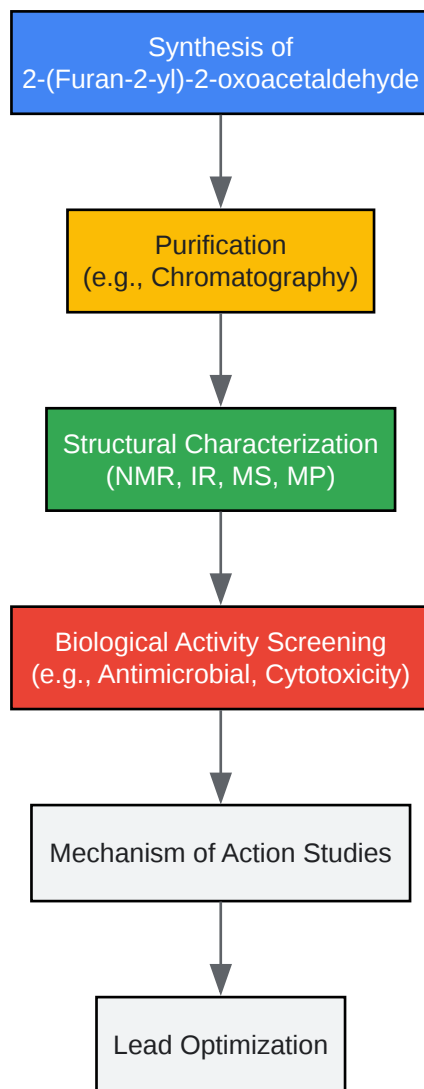 Synthesis of
2-(Furan-2-yl)-2-oxoacetaldehyde
Purification
(e.g., Chromatography)
Structural Characterization
(NMR, IR, MS, MP)
Biological Activity Screening
(e.g., Antimicrobial, Cytotoxicity)
Mechanism of Action Studies
Lead Optimization